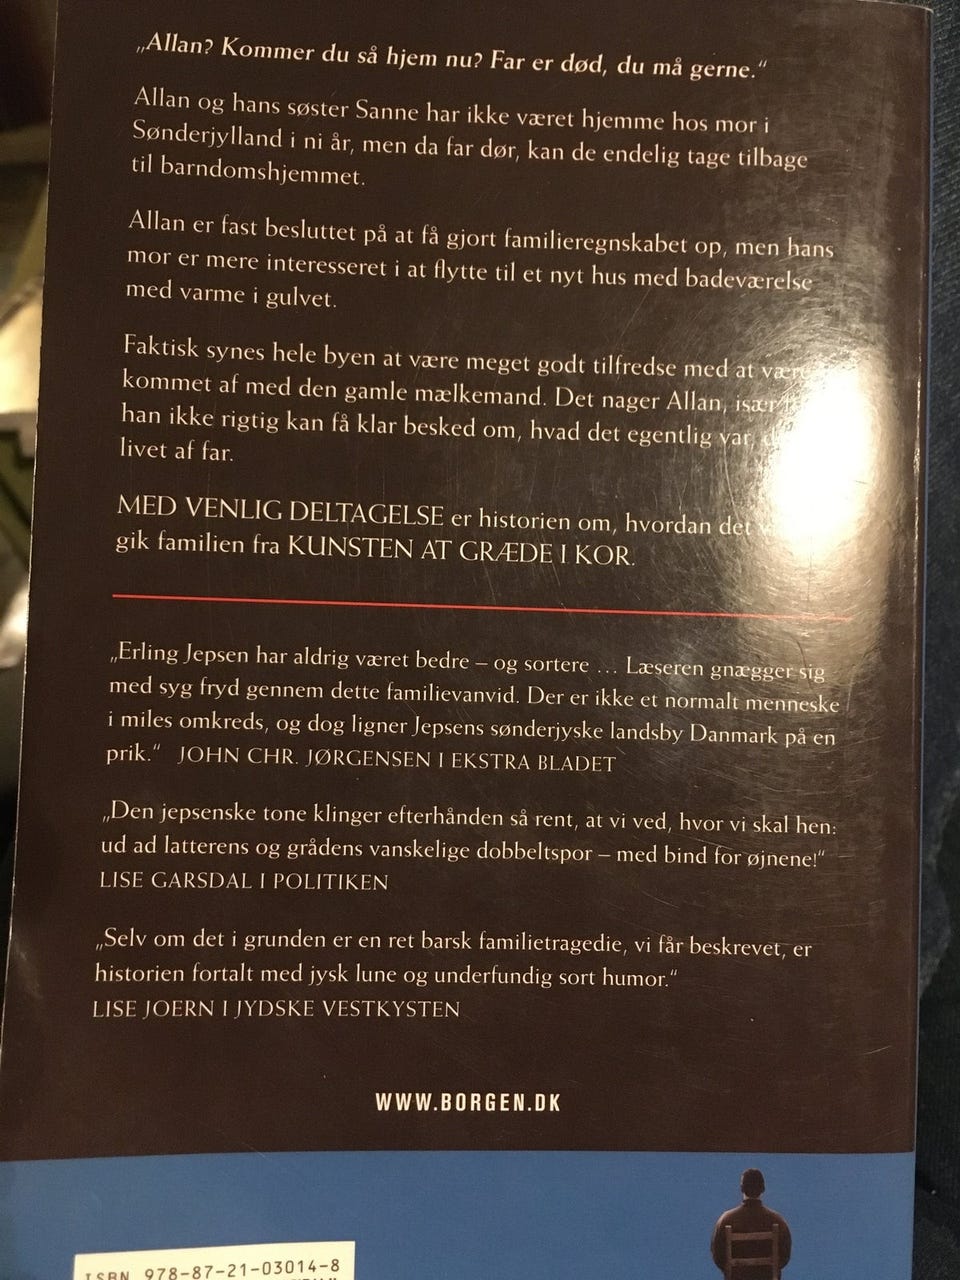 „Allan? Kommer du så hjem nu? Far er død, du må gerne.“
Allan og hans søster Sanne har ikke været hjemme hos mor i
Sønderjylland i ni år, men da far dør, kan de endelig tage tilbage
til barndomshjemmet.
Allan er fast besluttet på at få gjort familieregnskabet op, men hans
mor er mere interesseret i at flytte til et nyt hus med badeværelse
med varme i gulvet.
Faktisk synes hele byen at være meget godt tilfredse med at være
kommet af med den gamle mælkemand. Det nager Allan, især
han ikke rigtig kan få klar besked om, hvad det egentlig var,
livet af far.
MED VENLIG DELTAGELSE er historien om, hvordan det
gik familien fra KUNSTEN AT GRÆDE I KOR.
„Erling Jepsen har aldrig været bedre – og sortere … Læseren gnægger sig
med syg fryd gennem dette familievanvid. Der er ikke et normalt menneske
i miles omkreds, og dog ligner Jepsens sønderjyske landsby Danmark på en
prik.“ JOHN CHR. JØRGENSEN I EKSTRA BLADET
„Den jepsenske tone klinger efterhånden så rent, at vi ved, hvor vi skal hen:
ud ad latterens og grådens vanskelige dobbeltspor – med bind for øjnene!“
LISE GARSDAL I POLITIKEN
„Selv om det i grunden er en ret barsk familietragedie, vi får beskrevet, er
historien fortalt med jysk lune og underfundig sort humor.“
LISE JOERN I JYDSKE VESTKYSTEN
WWW.BORGEN.DK
ISBN 978-87-21-03014-8